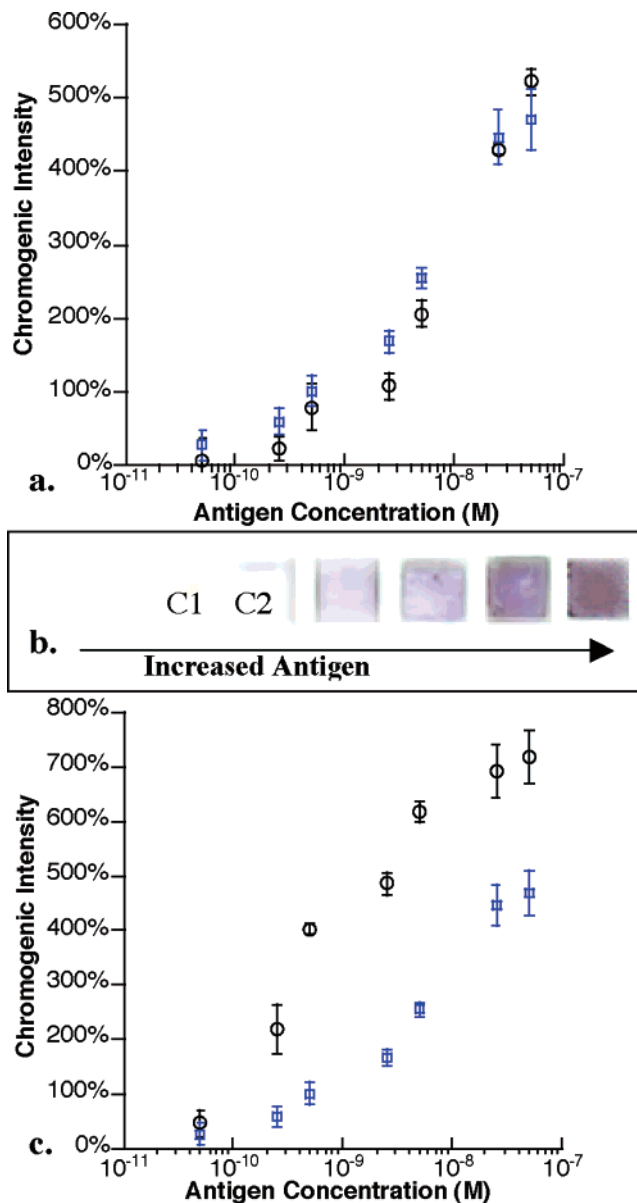 600%
500%
400%
300%
200%
100%
0%
Chromogenic Intensity
a.
10⁻¹¹ 10⁻¹⁰ 10⁻⁹ 10⁻⁸ 10⁻⁷
Antigen Concentration (M)
C1 C2
b.
Increased Antigen
800%
700%
600%
500%
400%
300%
200%
100%
0%
Chromogenic Intensity
c.
10⁻¹¹ 10⁻¹⁰ 10⁻⁹ 10⁻⁸ 10⁻⁷
Antigen Concentration (M)